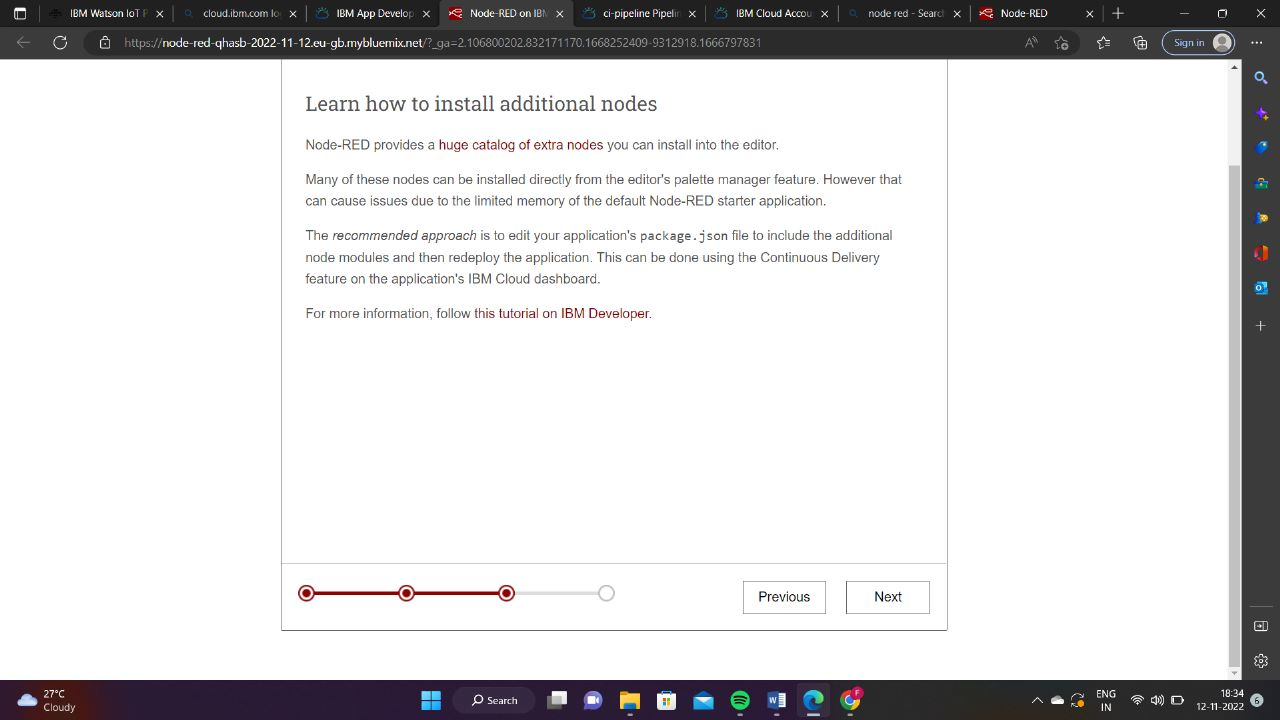 IBM Watson IoT P
cloud.ibm.com lo
IBM App Develop
Node-RED on IBM
ci-pipeline Pipelin
IBM Cloud Accou
node red - Search
Node-RED
https://node-red-qhasb-2022-11-12.eu-gb.mybluemix.net/?_ga=2.106800202.832171170.1668252409-9312918.1666797831
Sign in
Learn how to install additional nodes
Node-RED provides a huge catalog of extra nodes you can install into the editor.
Many of these nodes can be installed directly from the editor's palette manager feature. However that
can cause issues due to the limited memory of the default Node-RED starter application.
The recommended approach is to edit your application's package.json file to include the additional
node modules and then redeploy the application. This can be done using the Continuous Delivery
feature on the application's IBM Cloud dashboard.
For more information, follow this tutorial on IBM Developer.
Previous
Next
27°C
Cloudy
Search
F
ENG
IN
18:34
12-11-2022
6